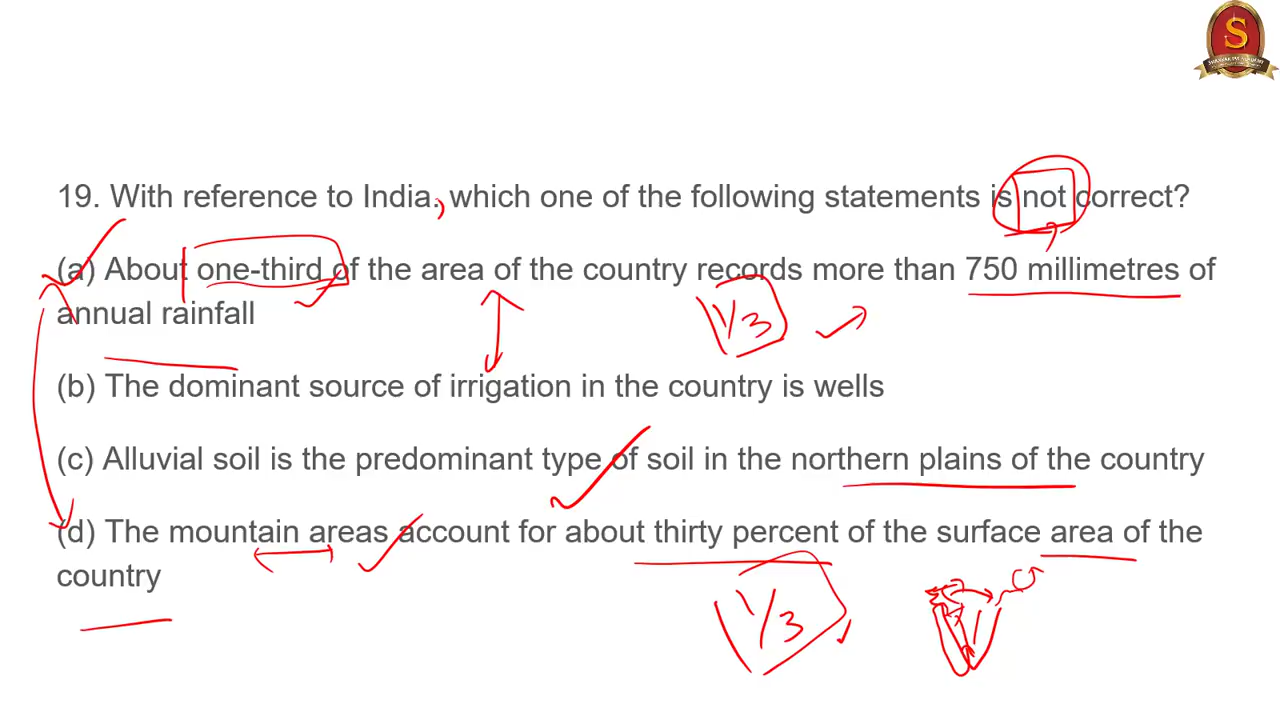 S
19. With reference to India., which one of the following statements is not correct?
(a) About one-third of the area of the country records more than 750 millimetres of
annual rainfall
1/3
(b) The dominant source of irrigation in the country is wells
(c) Alluvial soil is the predominant type of soil in the northern plains of the country
(d) The mountain areas account for about thirty percent of the surface area of the
country
1/3